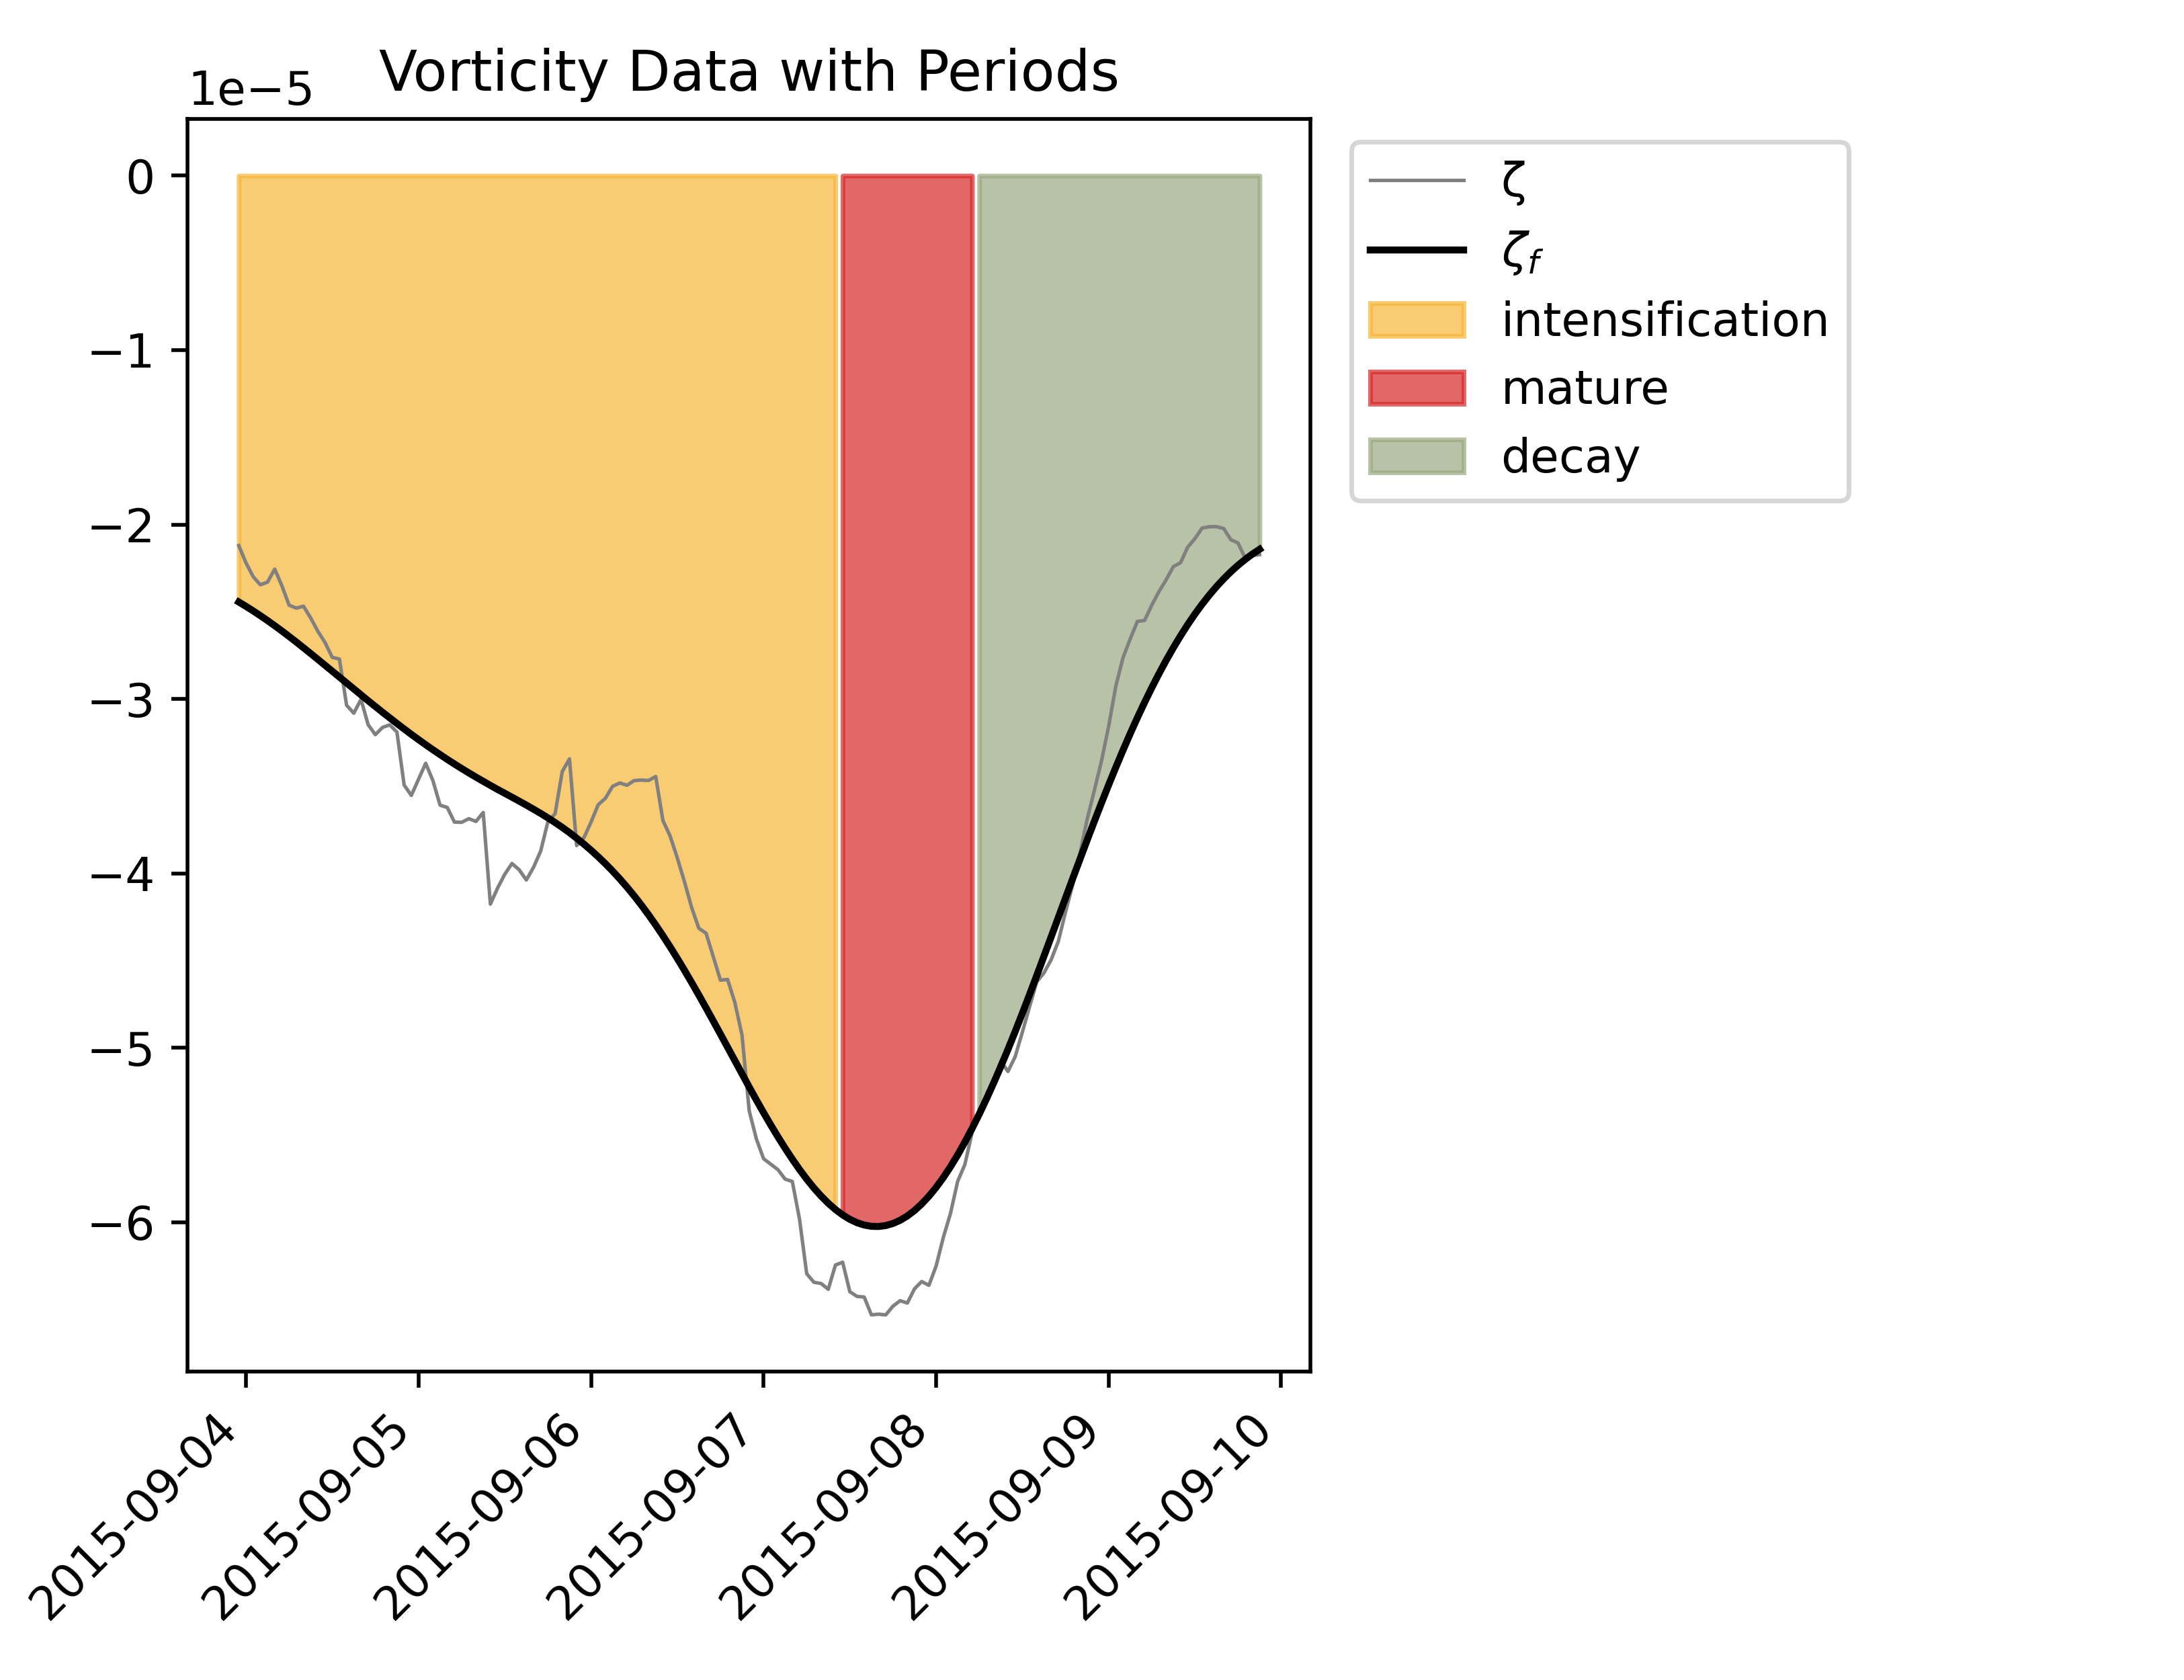 Vorticity Data with Periods
1e−5
0
−1
−2
−3
−4
−5
−6
2015-09-04
2015-09-05
2015-09-06
2015-09-07
2015-09-08
2015-09-09
2015-09-10
ζ
ζf
intensification
mature
decay